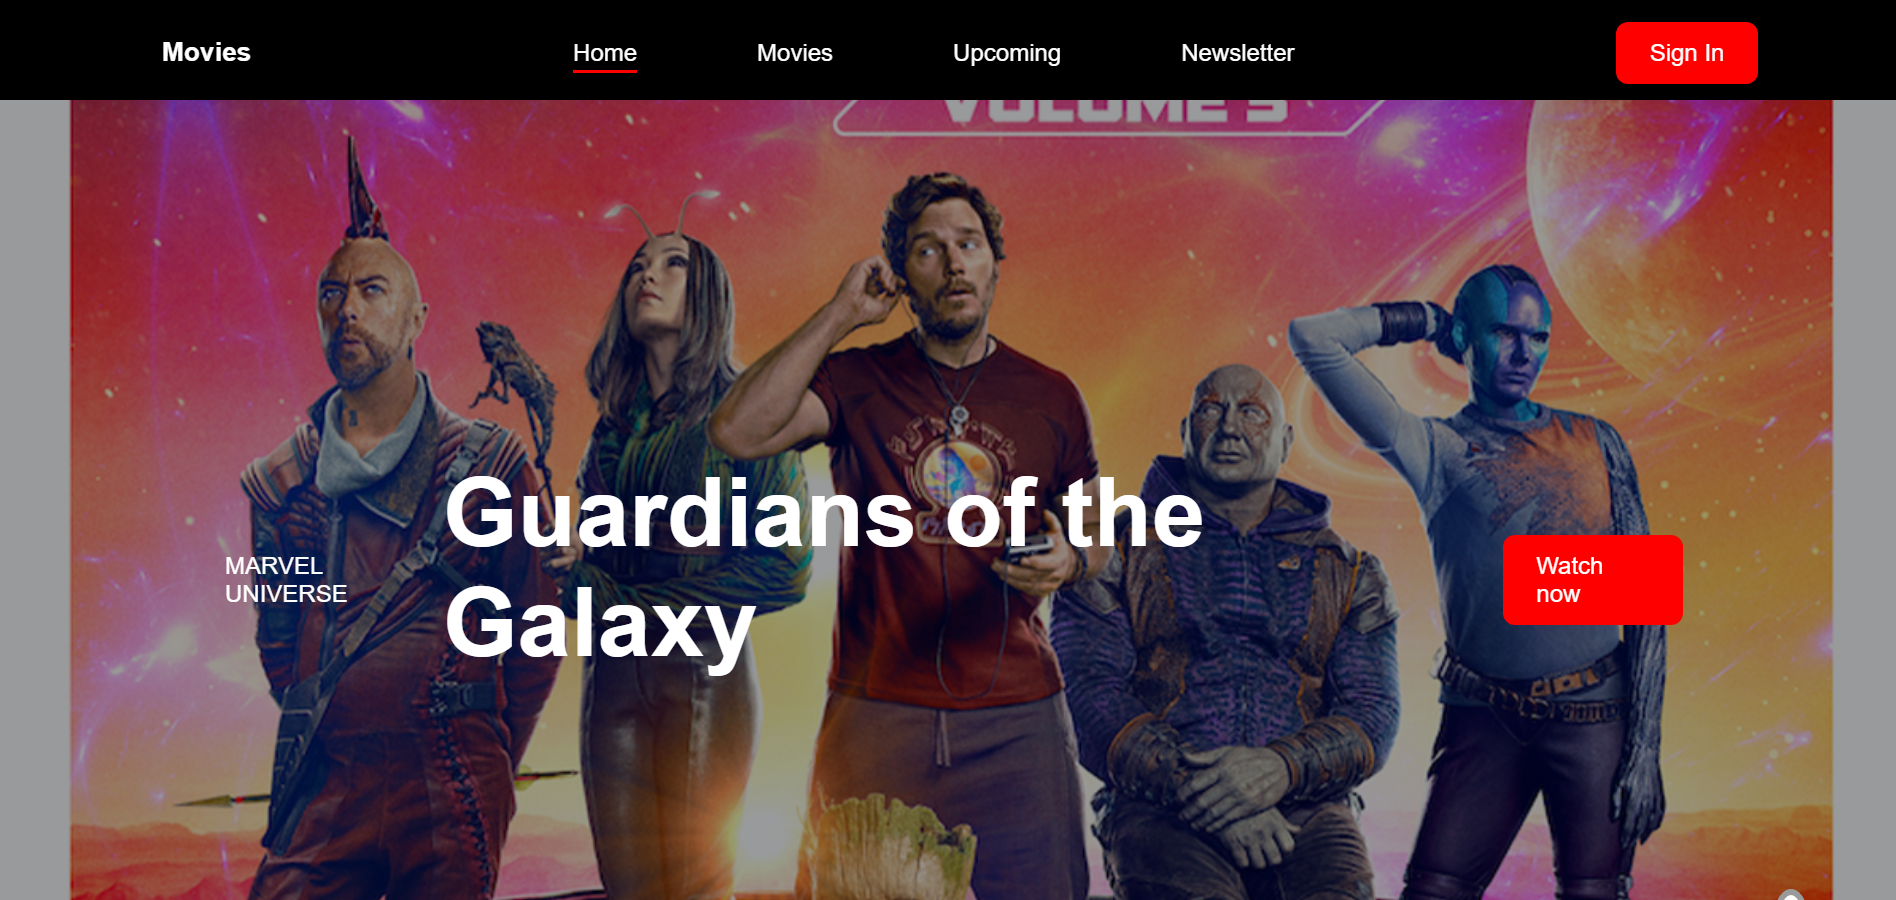 Movies
Home
Movies
Upcoming
Newsletter
Sign In
VOLUME 3
Guardians of the
Galaxy
MARVEL
UNIVERSE
Watch
now